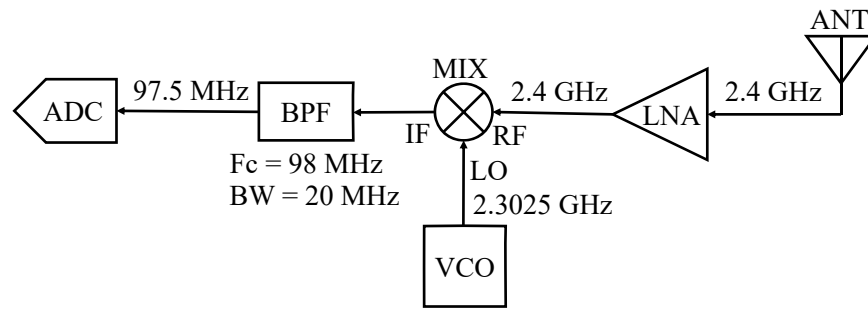 ANT
MIX
97.5 MHz
2.4 GHz
2.4 GHz
ADC
BPF
LNA
IF
RF
Fc = 98 MHz
BW = 20 MHz
LO
2.3025 GHz
VCO